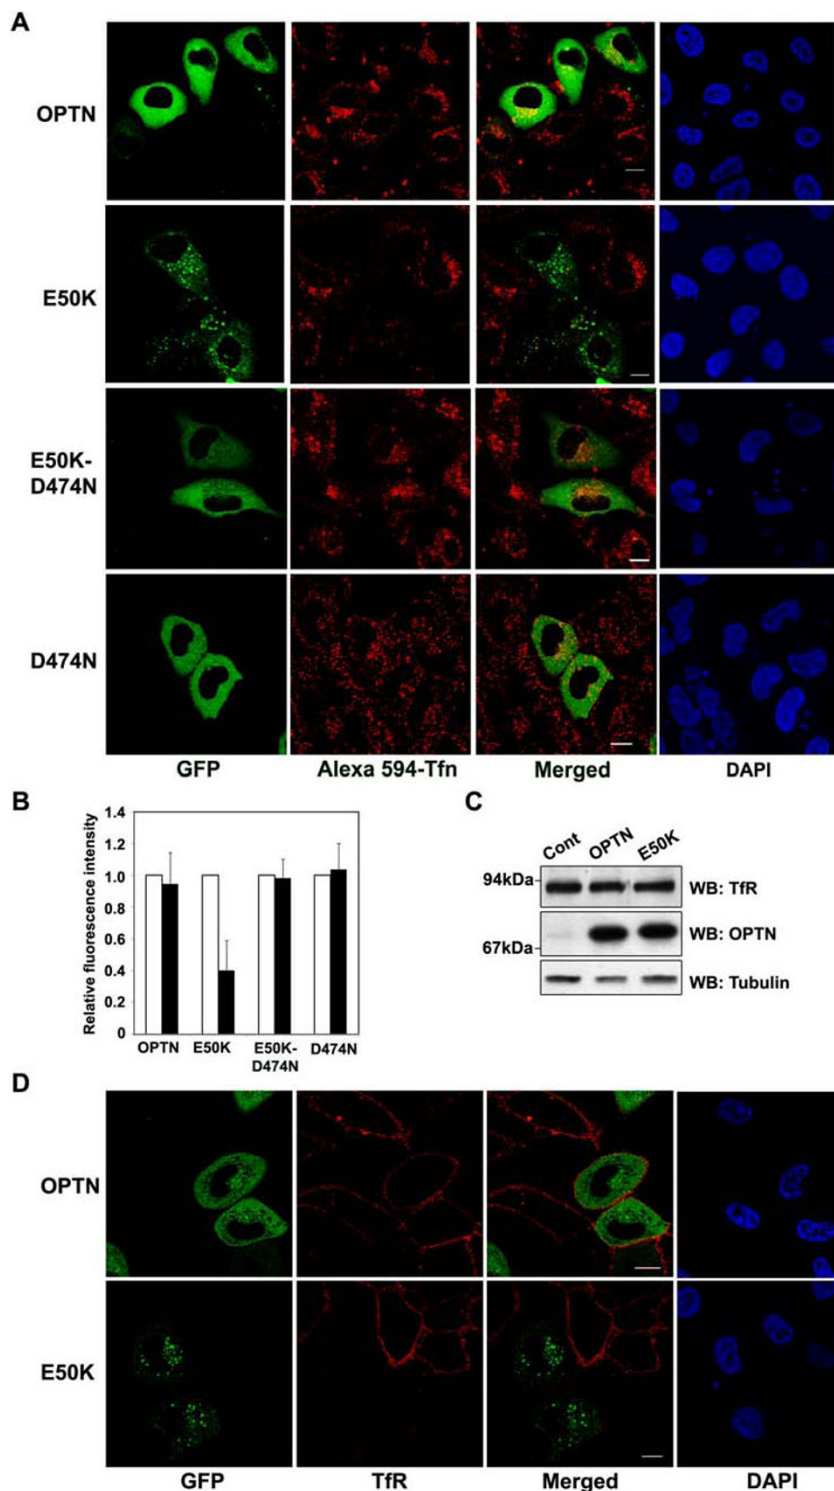 A
OPTN
E50K
E50K-
D474N
D474N
GFP Alexa 594-Tfn Merged DAPI
B
Relative fluorescence intensity
1.4
1.2
1.0
0.8
0.6
0.4
0.2
0
OPTN E50K E50K- D474N
D474N
C
Cont OPTN E50K
94kDa
WB: TfR
WB: OPTN
67kDa
WB: Tubulin
D
OPTN
E50K
GFP TfR Merged DAPI